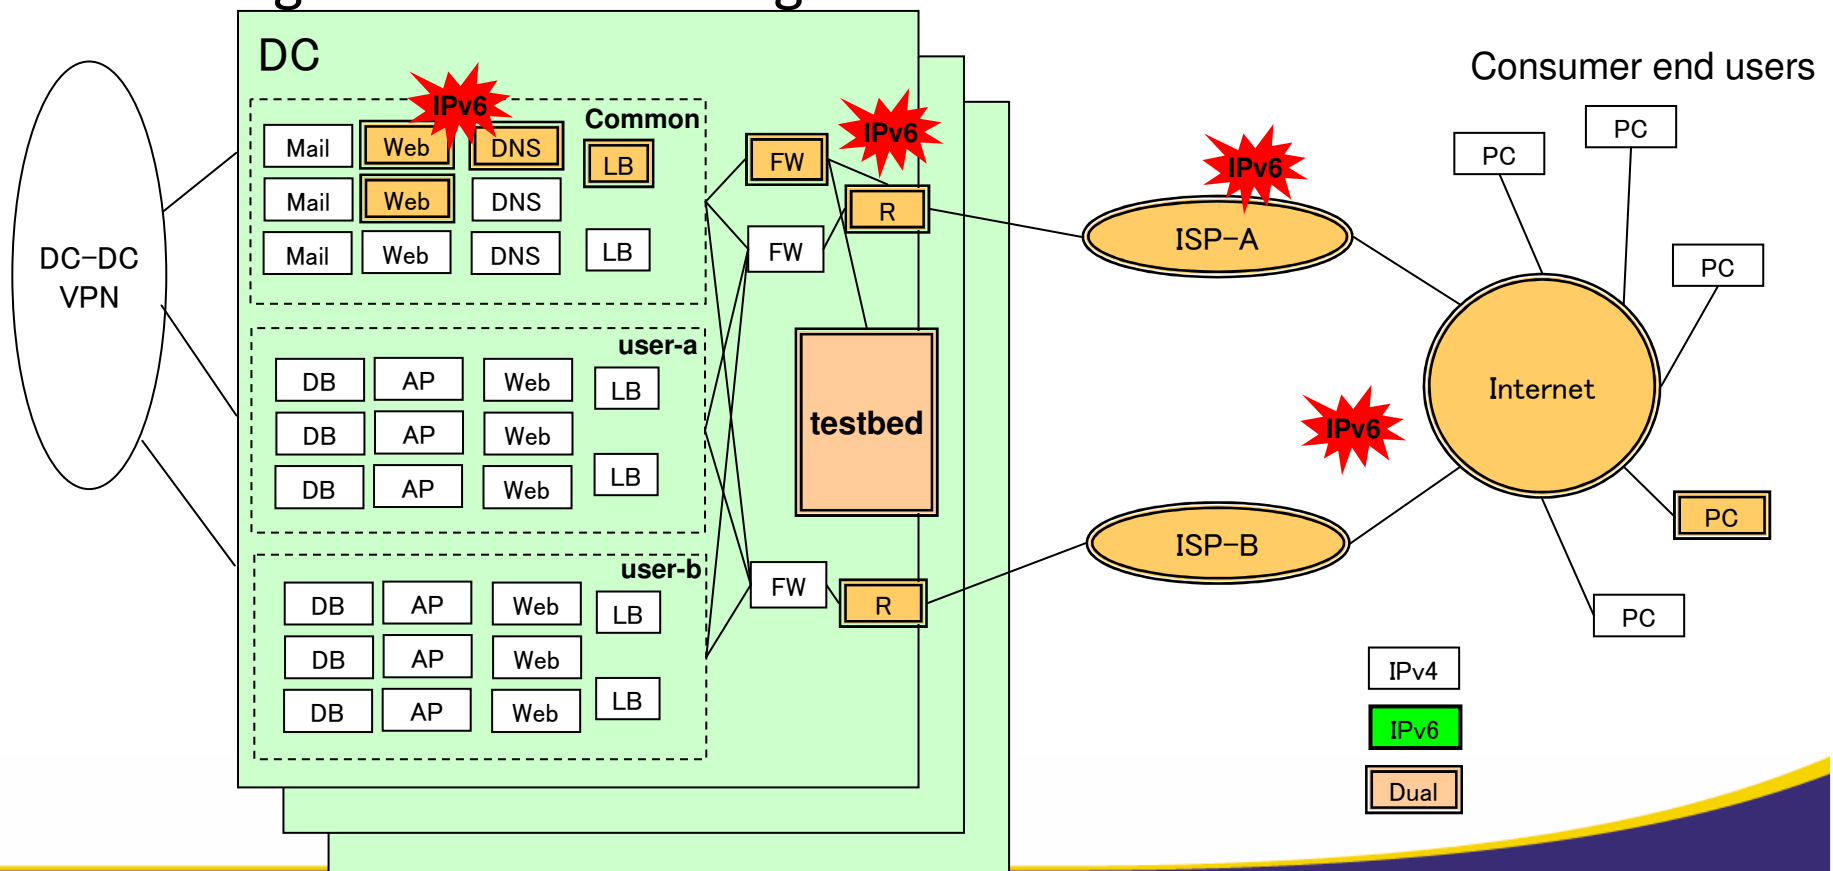 DC
Consumer end users
IPv6
IPv6
IPv6
IPv6
Common
Mail
Web
DNS
LB
Mail
Web
DNS
Mail
Web
DNS
LB
FW
R
FW
DC-DC
VPN
user-a
DB
AP
Web
LB
DB
AP
Web
DB
AP
Web
LB
testbed
user-b
DB
AP
Web
LB
DB
AP
Web
DB
AP
Web
LB
FW
R
ISP-A
ISP-B
Internet
PC
PC
PC
PC
PC
IPv4
IPv6
Dual